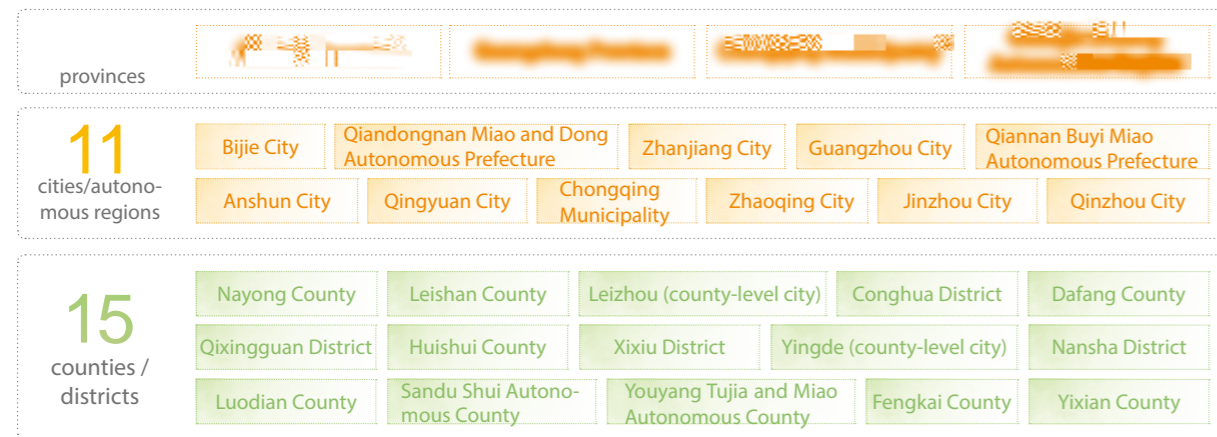 provinces
11
cities/autono-
mous regions
Bijie City
Qiandongnan Miao and Dong
Autonomous Prefecture
Zhanjiang City
Guangzhou City
Qiannan Buyi Miao
Autonomous Prefecture
Anshun City
Qingyuan City
Chongqing
Municipality
Zhaoqing City
Jinzhou City
Qinzhou City
15
counties /
districts
Nayong County
Leishan County
Leizhou (county-level city)
Conghua District
Dafang County
Qixingguan District
Huishui County
Xixiu District
Yingde (county-level city)
Nansha District
Luodian County
Sandu Shui Autono-
mous County
Youyang Tujia and Miao
Autonomous County
Fengkai County
Yixian County